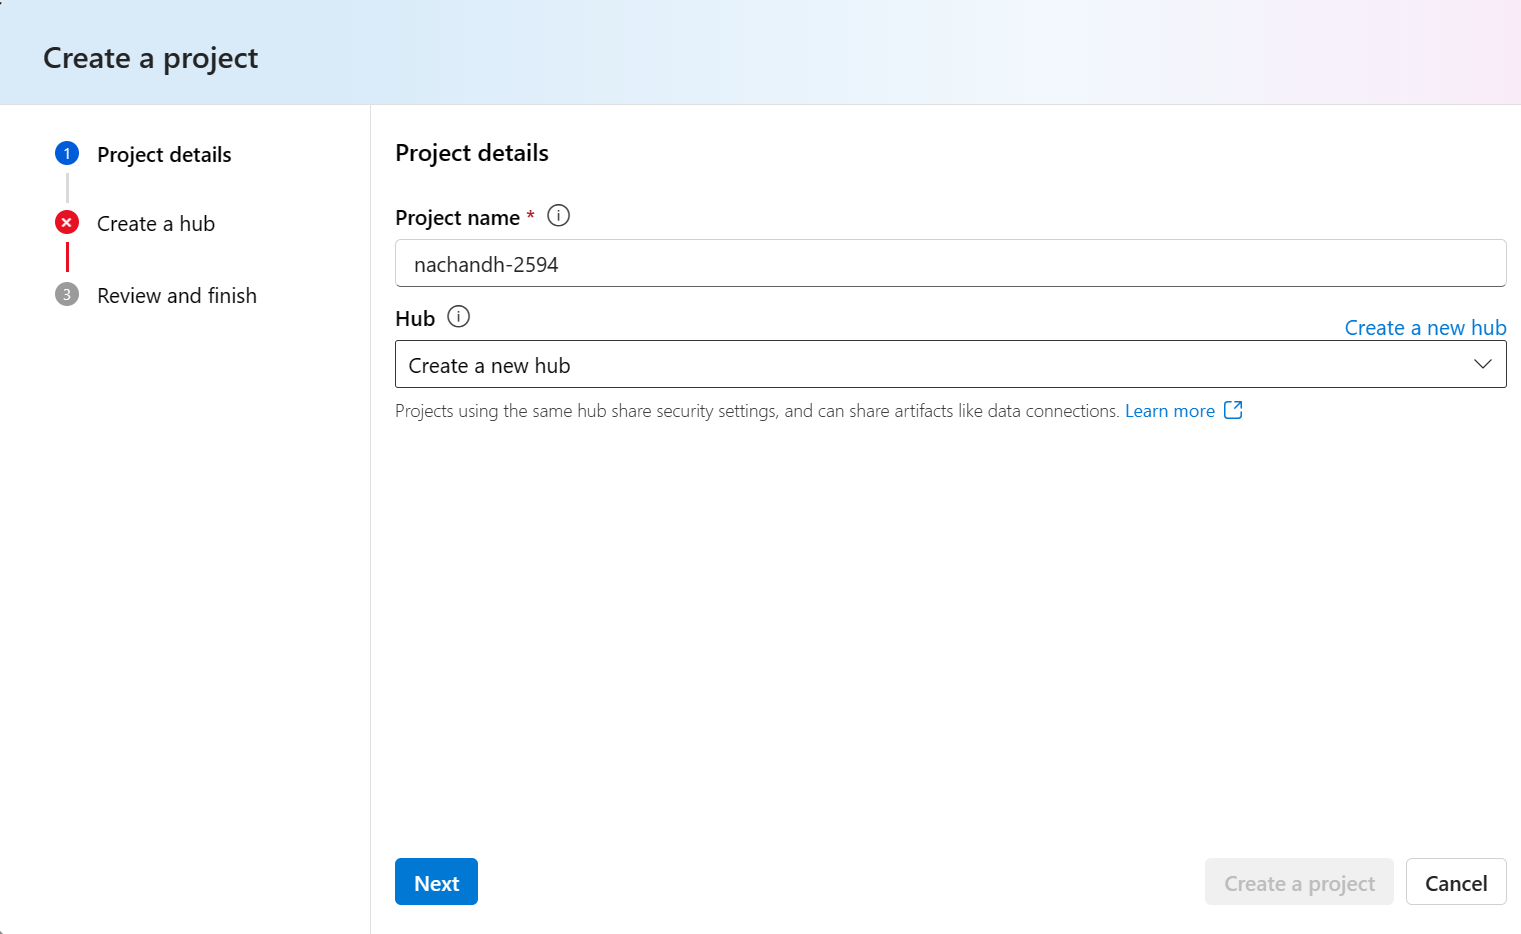 Create a project
1 Project details
Create a hub
3 Review and finish
Project details
Project name *
nachandh-2594
Hub
Create a new hub
Create a new hub
Projects using the same hub share security settings, and can share artifacts like data connections. Learn more
Next
Create a project
Cancel